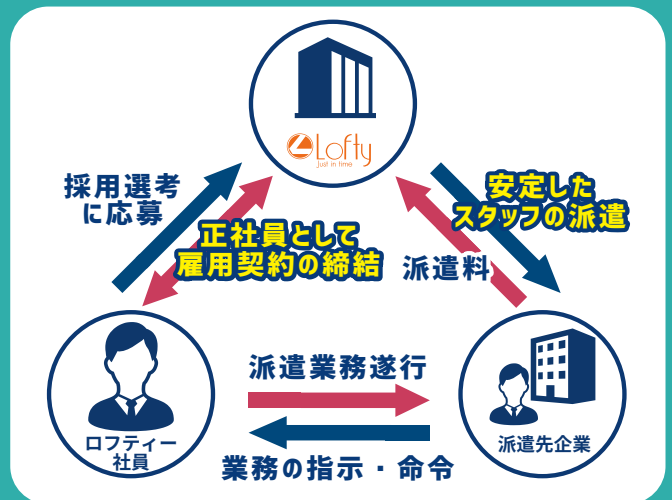 Lofty
Just in time
採用選考
に応募
正社員として
雇用契約の締結
安定した
スタッフの派遣
派遣料
派遣業務遂行
業務の指示・命令
ロフティー
社員
派遣先企業